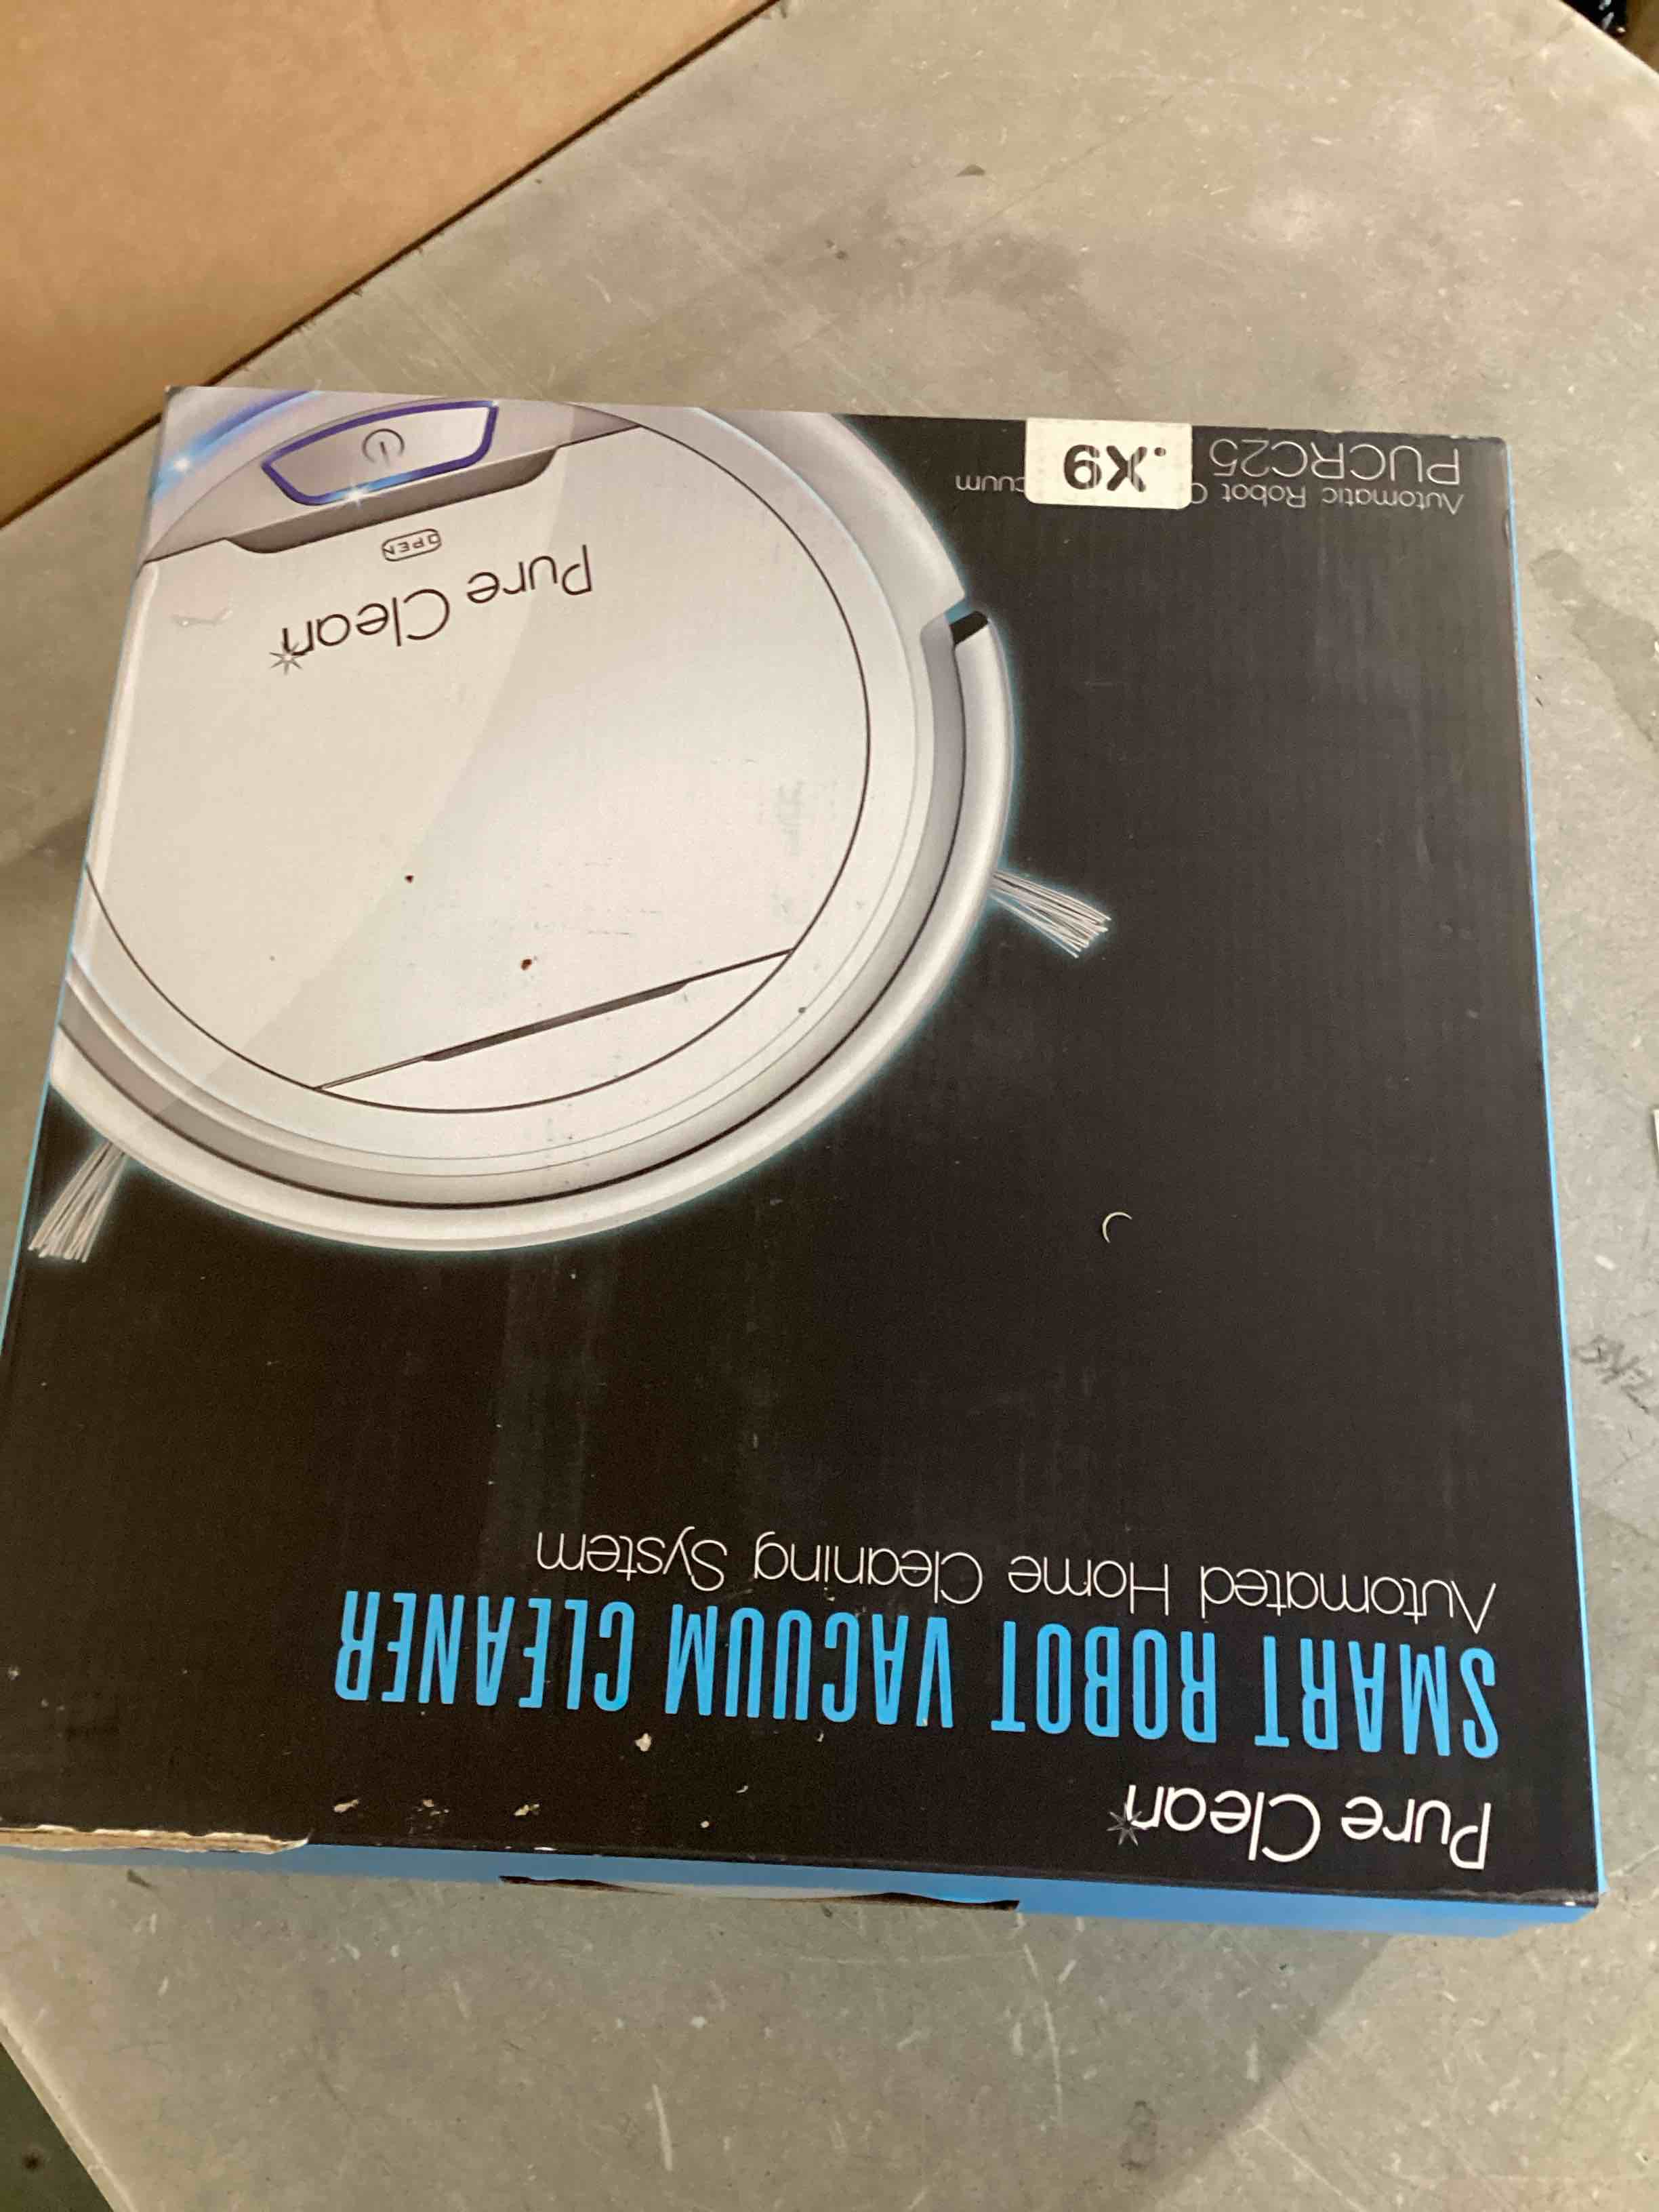 Pure Clean
SMART ROBOT VACUUM CLEANER
Automated Home Cleaning System
Pure Clean
OPEN
Automatic Robot
PUCRC25
.X9